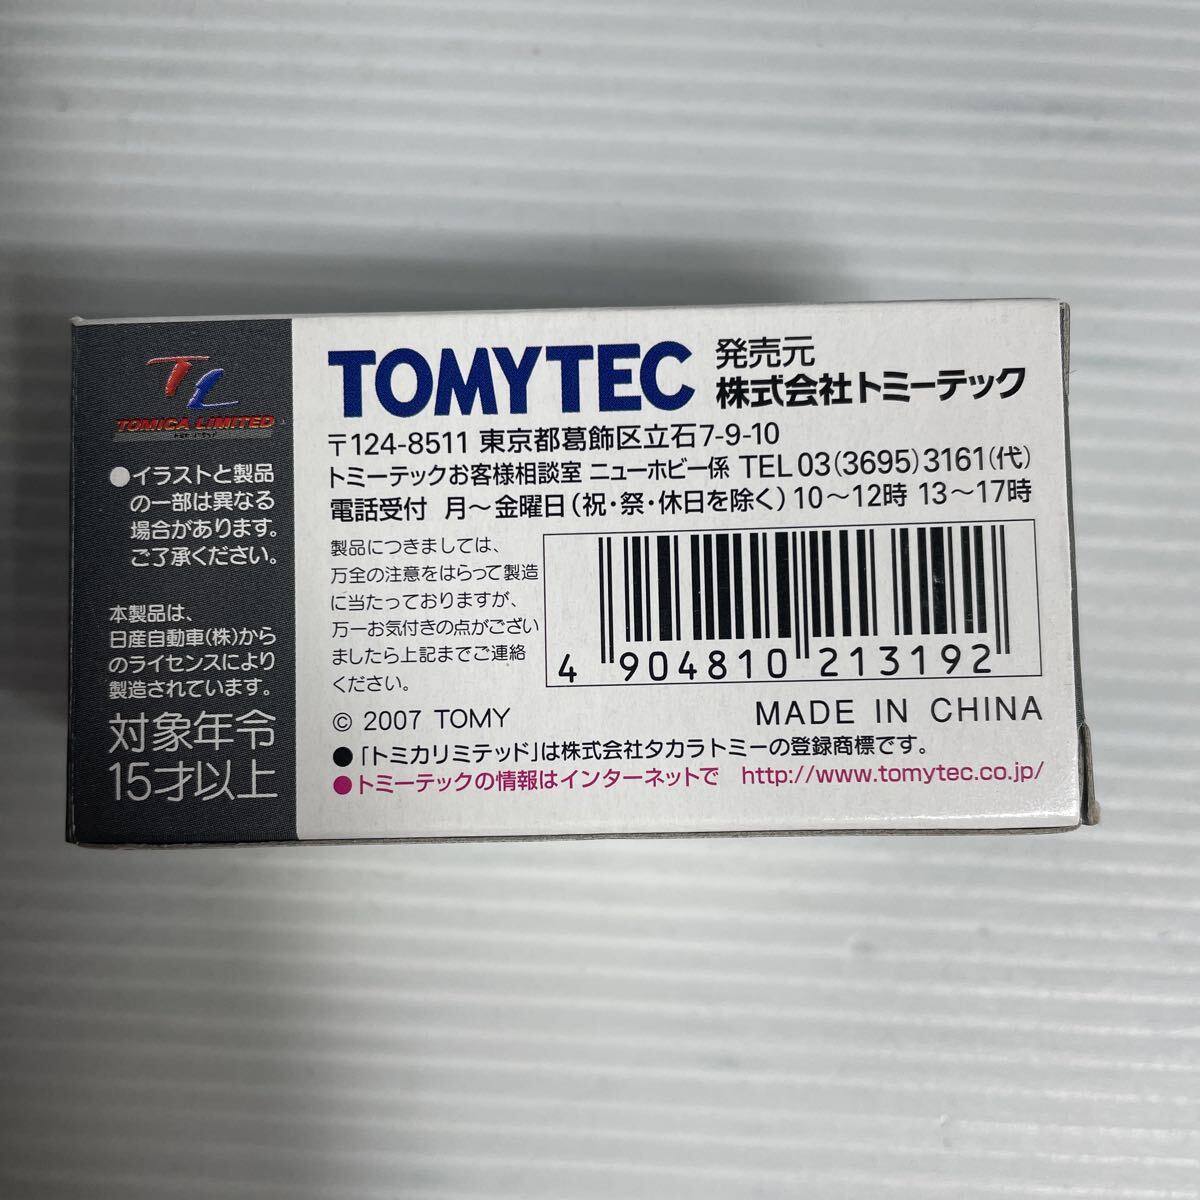 TL
TOMICA LIMITED
●イラストと製品
の一部は異なる
場合があります。
ご了承ください。
本製品は、
日産自動車(株)から
のライセンスにより
製造されています。
対象年令
15才以上
TOMYTEC
発売元
株式会社トミーテック
〒124-8511 東京都葛飾区立石7-9-10
トミーテックお客様相談室 ニューホビー係 TEL 03(3695)3161(代)
電話受付 月～金曜日(祝・祭・休日を除く) 10～12時 13～17時
製品につきましては、
万全の注意をはらって製造
に当たっておりますが、
万一お気付きの点がござい
ましたら上記までご連絡
ください。
4 904810 213192
© 2007 TOMY
MADE IN CHINA
●「トミカリミテッド」は株式会社タカラトミーの登録商標です。
●トミーテックの情報はインターネットで http://www.tomytec.co.jp/